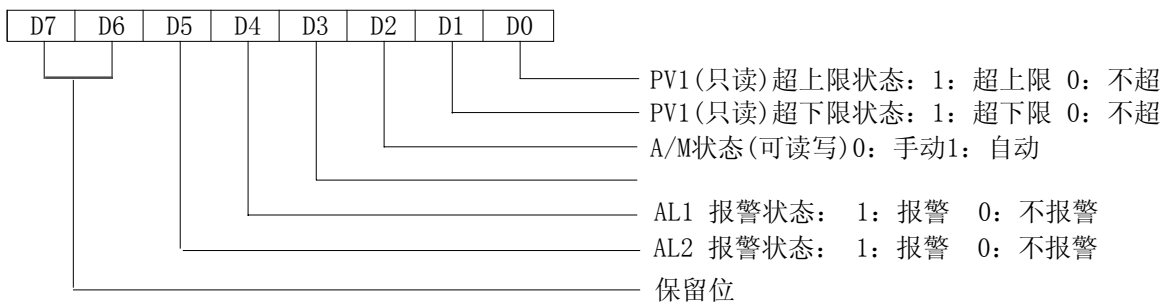 D7 D6 D5 D4 D3 D2 D1 D0
PV1(只读)超上限状态：1：超上限 0：不超
PV1(只读)超下限状态：1：超下限 0：不超
A/M状态(可读写)0：手动1：自动
AL1 报警状态： 1：报警 0：不报警
AL2 报警状态： 1：报警 0：不报警
保留位